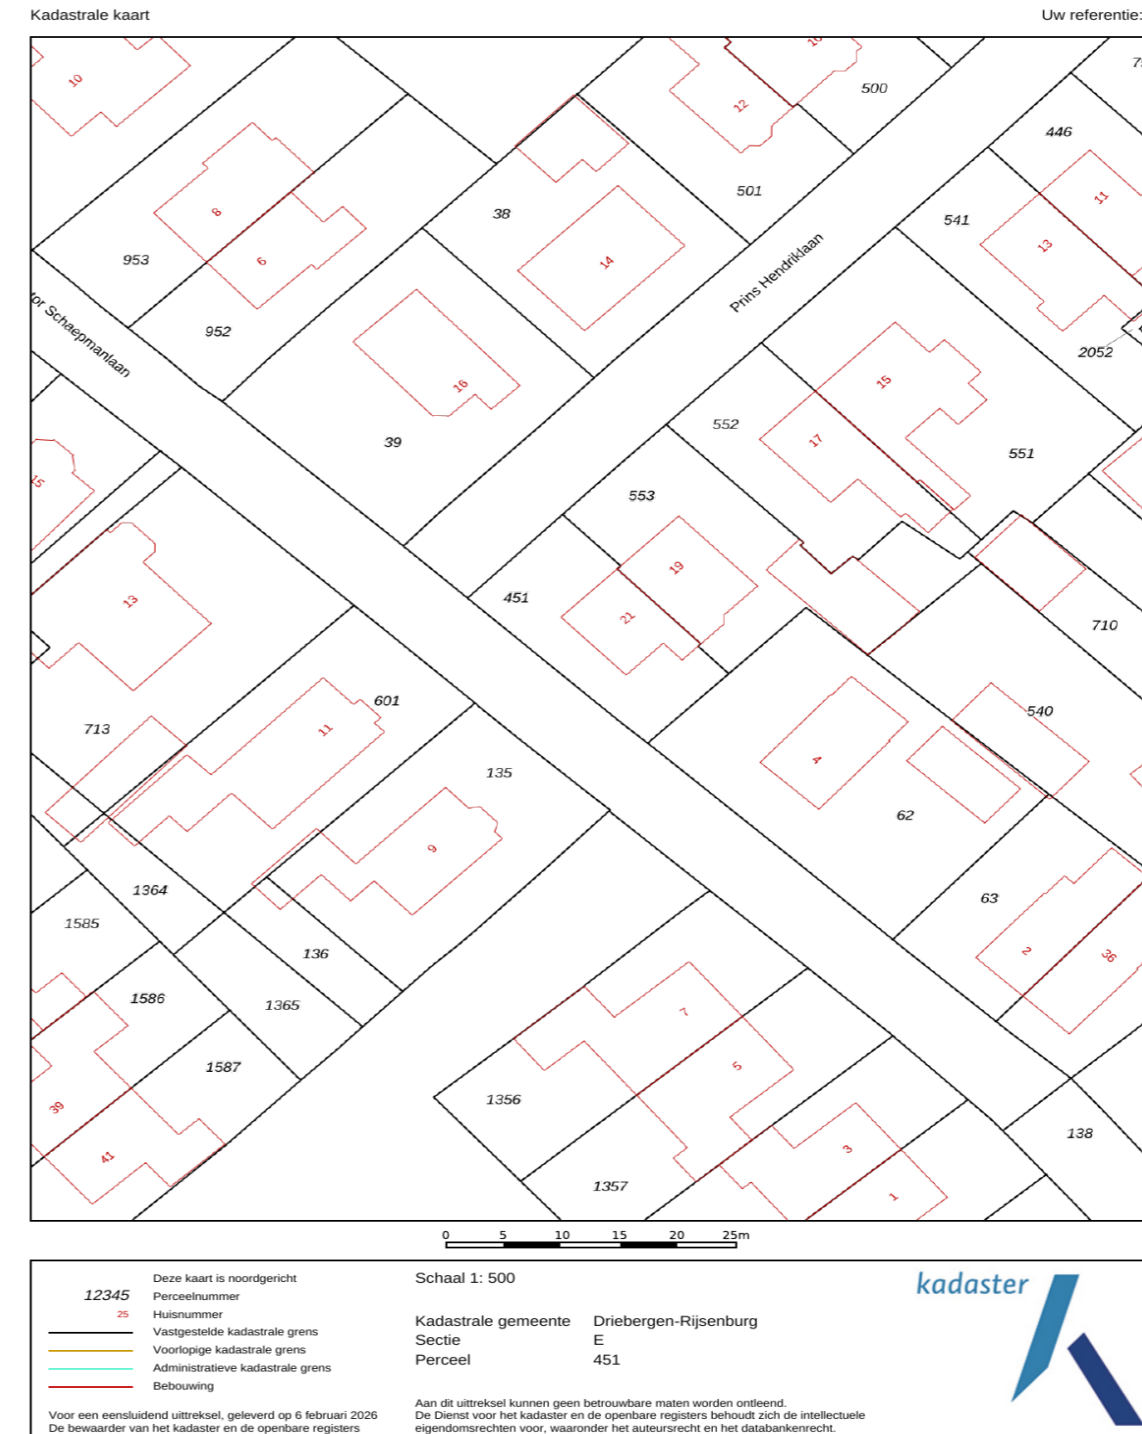 Kadastrale kaart
Uw referentie:
10
12
500
446
11
8
38
501
541
13
953
6
14
Prins Hendriklaan
tor Schaepmanlaan
952
2052
16
15
39
552
17
551
15
553
451
19
21
13
710
601
713
11
540
135
4
62
9
1364
63
1585
136
2
36
1586
1365
7
1587
5
1356
39
138
41
3
1357
1
0 5 10 15 20 25m
Deze kaart is noordgericht
12345 Perceelnummer
25 Huisnummer
Vastgestelde kadastrale grens
Voorlopige kadastrale grens
Administratieve kadastrale grens
Bebouwing
Voor een eensluidend uittreksel, geleverd op 6 februari 2026
De bewaarder van het kadaster en de openbare registers
Schaal 1: 500
Kadastrale gemeente Driebergen-Rijsenburg
Sectie E
Perceel 451
Aan dit uittreksel kunnen geen betrouwbare maten worden ontleend.
De Dienst voor het kadaster en de openbare registers behoudt zich de intellectuele
eigendomsrechten voor, waaronder het auteursrecht en het databankenrecht.
kadaster